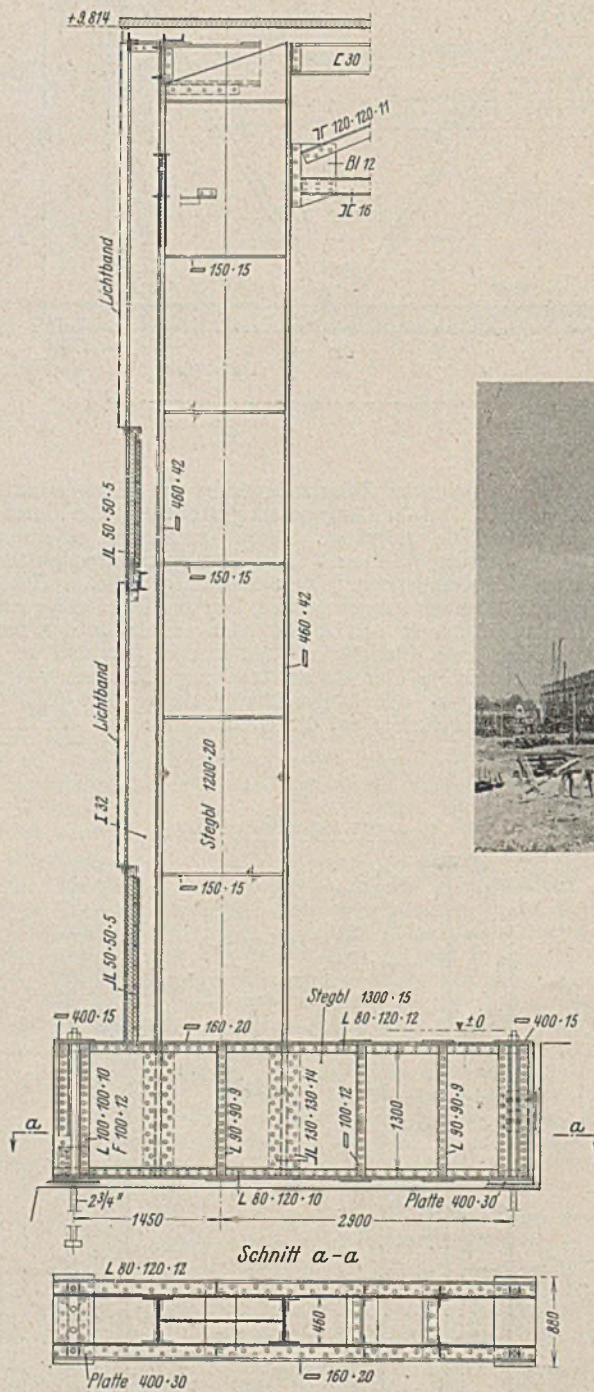 +9.814
⊏ 30
⅂Γ 120·120·11
Bl 12
⊐⊏ 16
▭ 150·15
Lichtband
▭ 460·42
JL 50·50·5
▭ 150·15
▭ 460·42
Lichtband
I 32
Stegbl 1200·20
▭ 150·15
JL 50·50·5
Stegbl 1300·15
▭ 400·15
▭ 160·20
L 80·120·12
±0
▭ 400·15
a
L 100·100·10
F 100·12
L 90·90·9
JL 130·130·14
▭ 100·12
1300
L 90·90·9
a
2 3/4"
L 80·120·10
Platte 400·30
1450
2900
Schnitt a-a
L 80·120·12
460
880
Platte 400·30
▭ 160·20